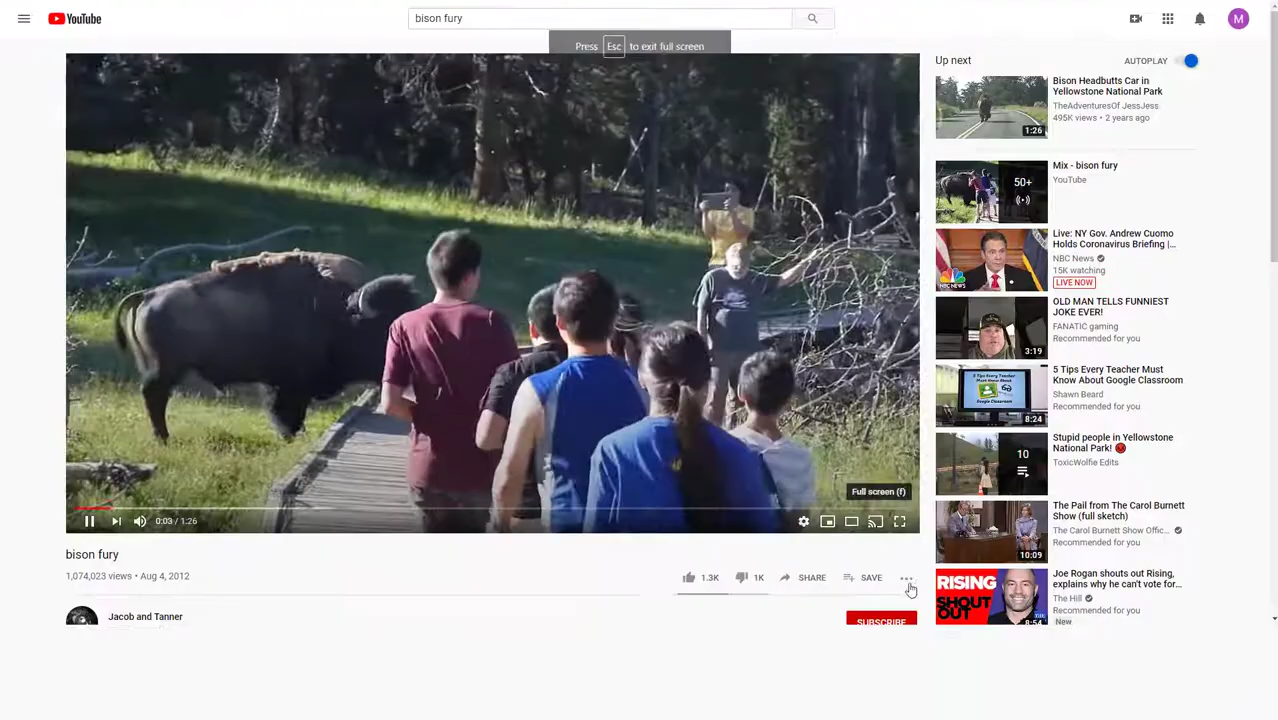 YouTube
bison fury
M
Press Esc to exit full screen
Up next
AUTOPLAY
Bison Headbutts Car in
Yellowstone National Park
TheAdventuresOf JessJess
495K views • 2 years ago
1:26
Mix - bison fury
YouTube
50+
Live: NY Gov. Andrew Cuomo
Holds Coronavirus Briefing |...
NBC News
15K watching
LIVE NOW
NBC NEWS
OLD MAN TELLS FUNNIEST
JOKE EVER!
FANATIC gaming
Recommended for you
3:19
5 Tips Every Teacher Must
Know About Google Classroom
Shawn Beard
Recommended for you
8:24
Stupid people in Yellowstone
National Park!
ToxicWolfie Edits
10
The Pail from The Carol Burnett
Show (full sketch)
The Carol Burnett Show Offic...
Recommended for you
10:09
Joe Rogan shouts out Rising,
explains why he can't vote for...
The Hill
Recommended for you
New
RISING
SHOUT
OUT
8:54
Full screen (f)
0:03 / 1:26
bison fury
1,074,023 views • Aug 4, 2012
1.3K
1K
SHARE
SAVE
Jacob and Tanner
SUBSCRIBE